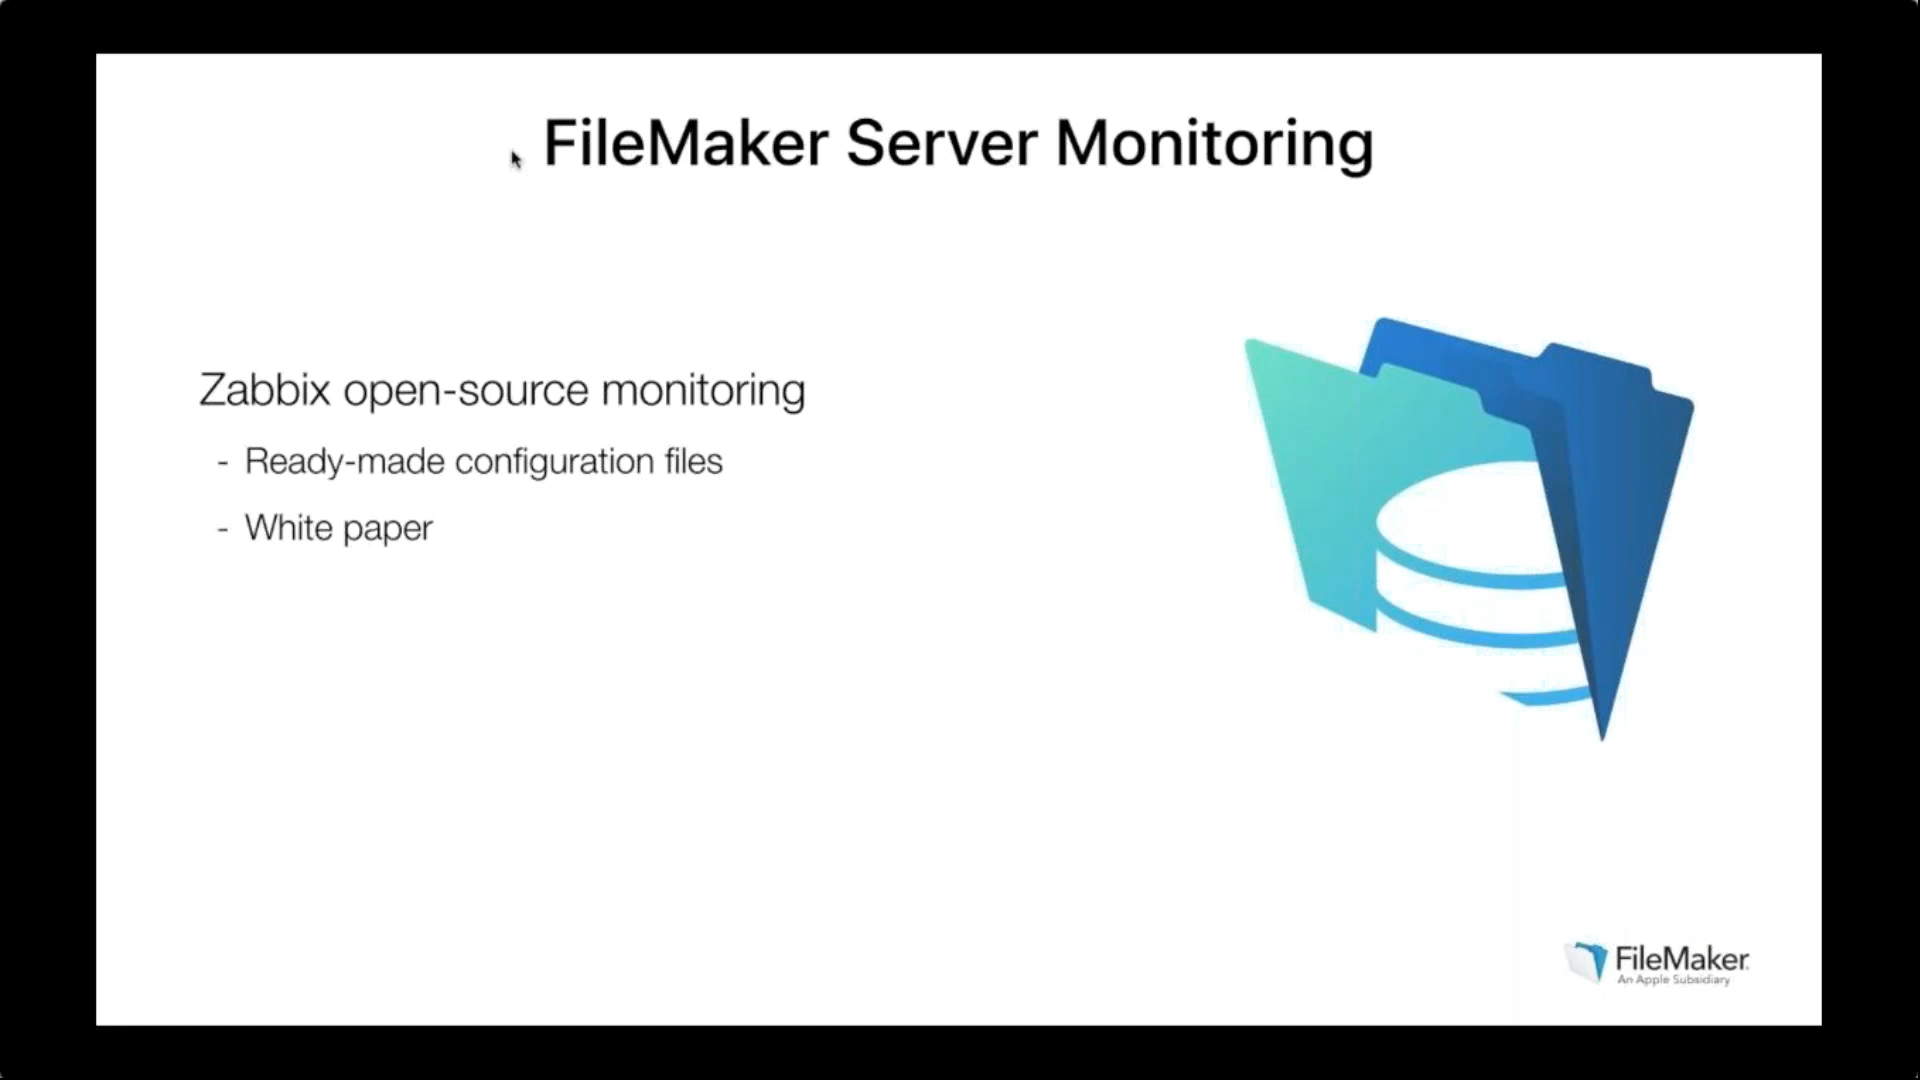 FileMaker Server Monitoring
Zabbix open-source monitoring
- Ready-made configuration files
- White paper
FileMaker.
An Apple Subsidiary